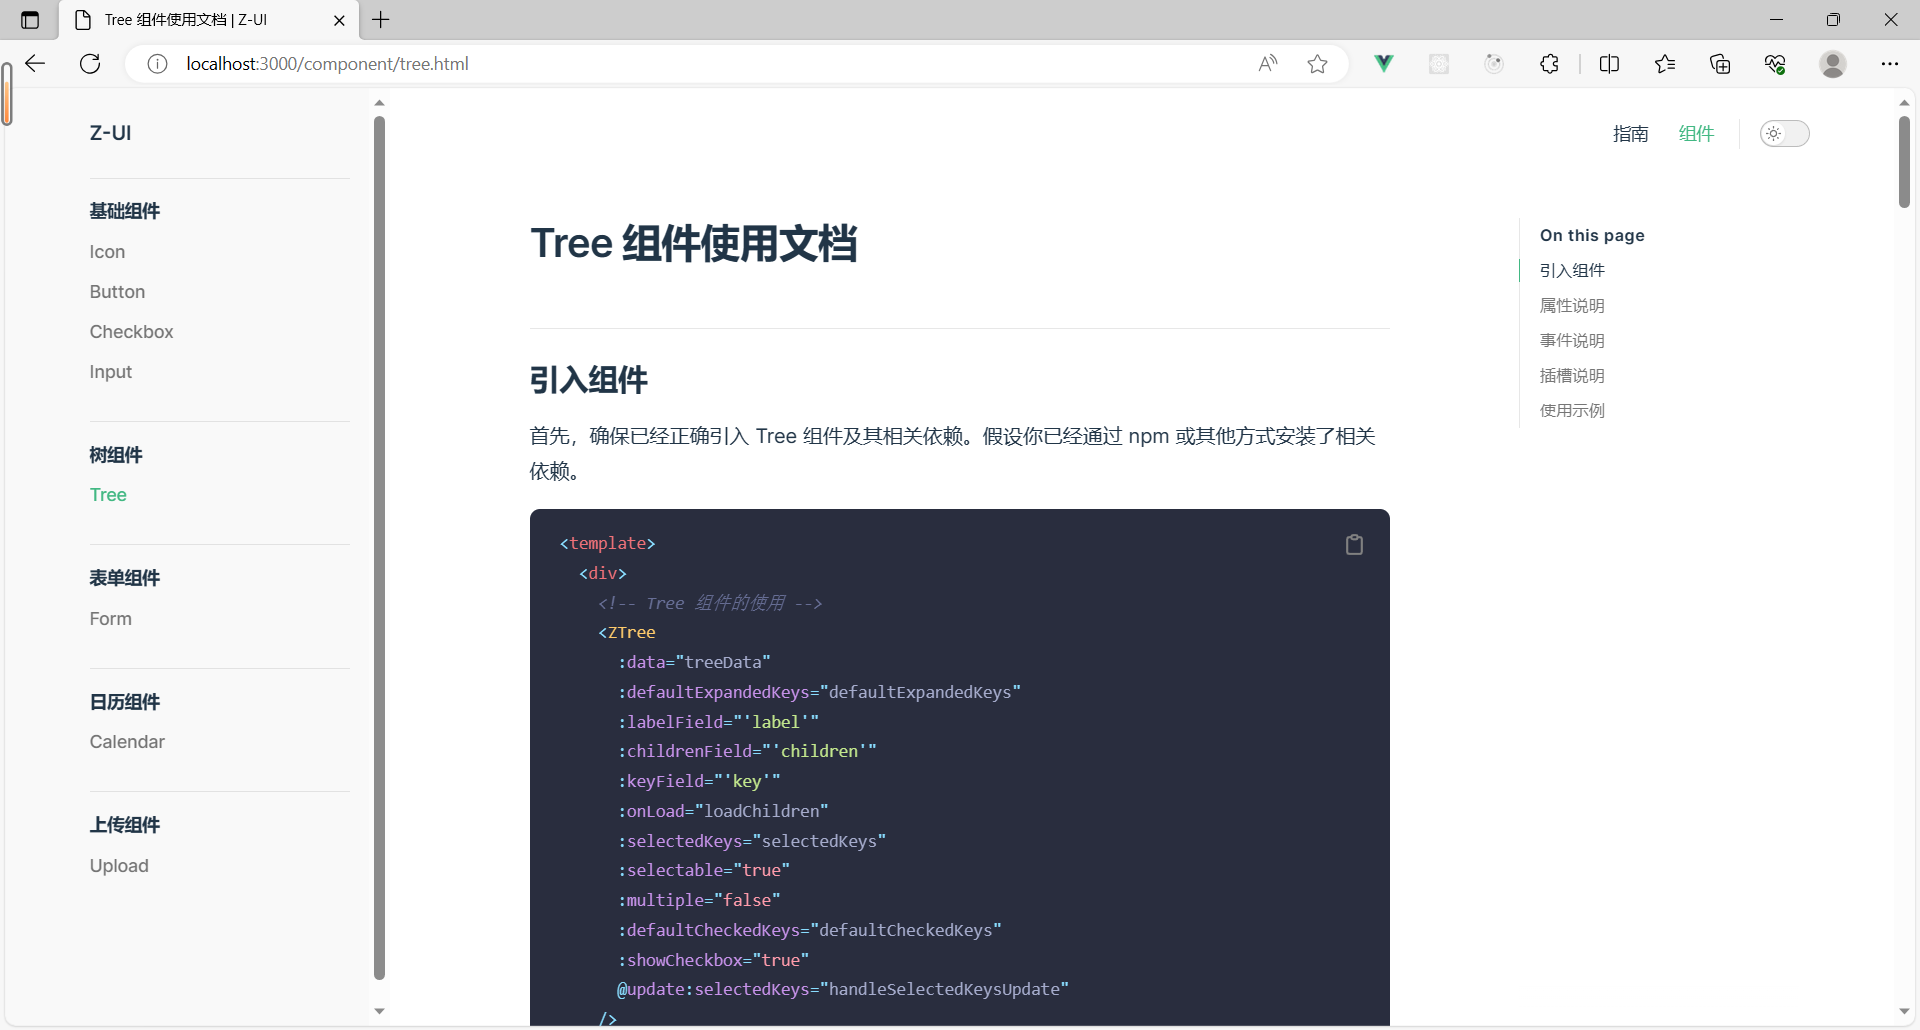 Tree 组件使用文档 | Z-UI
localhost:3000/component/tree.html
Z-UI
指南
组件
基础组件
Icon
Button
Checkbox
Input
树组件
Tree
表单组件
Form
日历组件
Calendar
上传组件
Upload
Tree 组件使用文档
引入组件
首先，确保已经正确引入 Tree 组件及其相关依赖。假设你已经通过 npm 或其他方式安装了相关
依赖。
<template>
  <div>
    <!-- Tree 组件的使用 -->
    <ZTree
      :data="treeData"
      :defaultExpandedKeys="defaultExpandedKeys"
      :labelField="'label'"
      :childrenField="'children'"
      :keyField="'key'"
      :onLoad="loadChildren"
      :selectedKeys="selectedKeys"
      :selectable="true"
      :multiple="false"
      :defaultCheckedKeys="defaultCheckedKeys"
      :showCheckbox="true"
      @update:selectedKeys="handleSelectedKeysUpdate"
    />
On this page
引入组件
属性说明
事件说明
插槽说明
使用示例